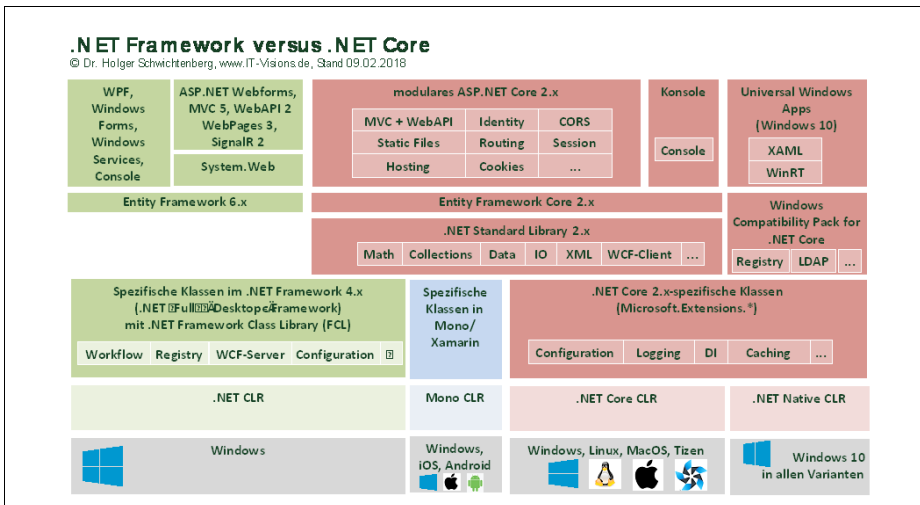 .NET Framework versus .NET Core
© Dr. Holger Schwichtenberg, www.IT-Visions.de, Stand 09.02.2018
WPF,
Windows
Forms,
Windows
Services,
Console
ASP.NET Webforms,
MVC 5, WebAPI 2
WebPages 3,
SignalR 2
System.Web
modulares ASP.NET Core 2.x
MVC + WebAPI
Identity
CORS
Static Files
Routing
Session
Hosting
Cookies
...
Konsole
Console
Universal Windows
Apps
(Windows 10)
XAML
WinRT
Entity Framework 6.x
Entity Framework Core 2.x
Windows
Compatibility Pack for
.NET Core
Registry
LDAP
...
.NET Standard Library 2.x
Math
Collections
Data
IO
XML
WCF-Client
...
Spezifische Klassen im .NET Framework 4.x
(.NET Full Desktop Framework)
mit .NET Framework Class Library (FCL)
Workflow
Registry
WCF-Server
Configuration
Spezifische
Klassen in
Mono/
Xamarin
.NET Core 2.x-spezifische Klassen
(Microsoft.Extensions.*)
Configuration
Logging
DI
Caching
...
.NET CLR
Mono CLR
.NET Core CLR
.NET Native CLR
Windows
Windows,
iOS, Android
Windows, Linux, MacOS, Tizen
Windows 10
in allen Varianten